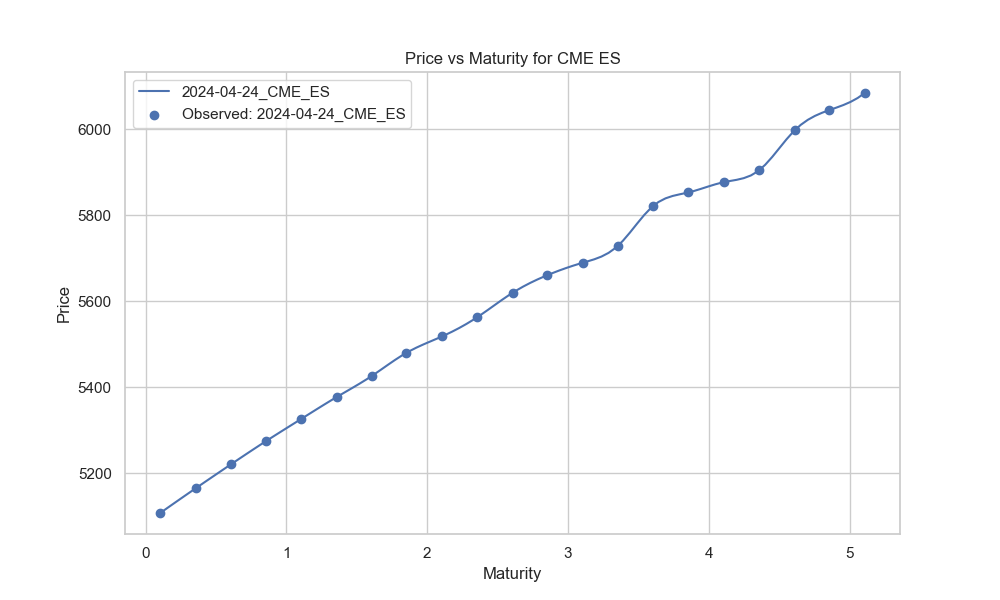 Price vs Maturity for CME ES
2024-04-24_CME_ES
Observed: 2024-04-24_CME_ES
6000
5800
5600
5400
5200
Price
0
1
2
3
4
5
Maturity